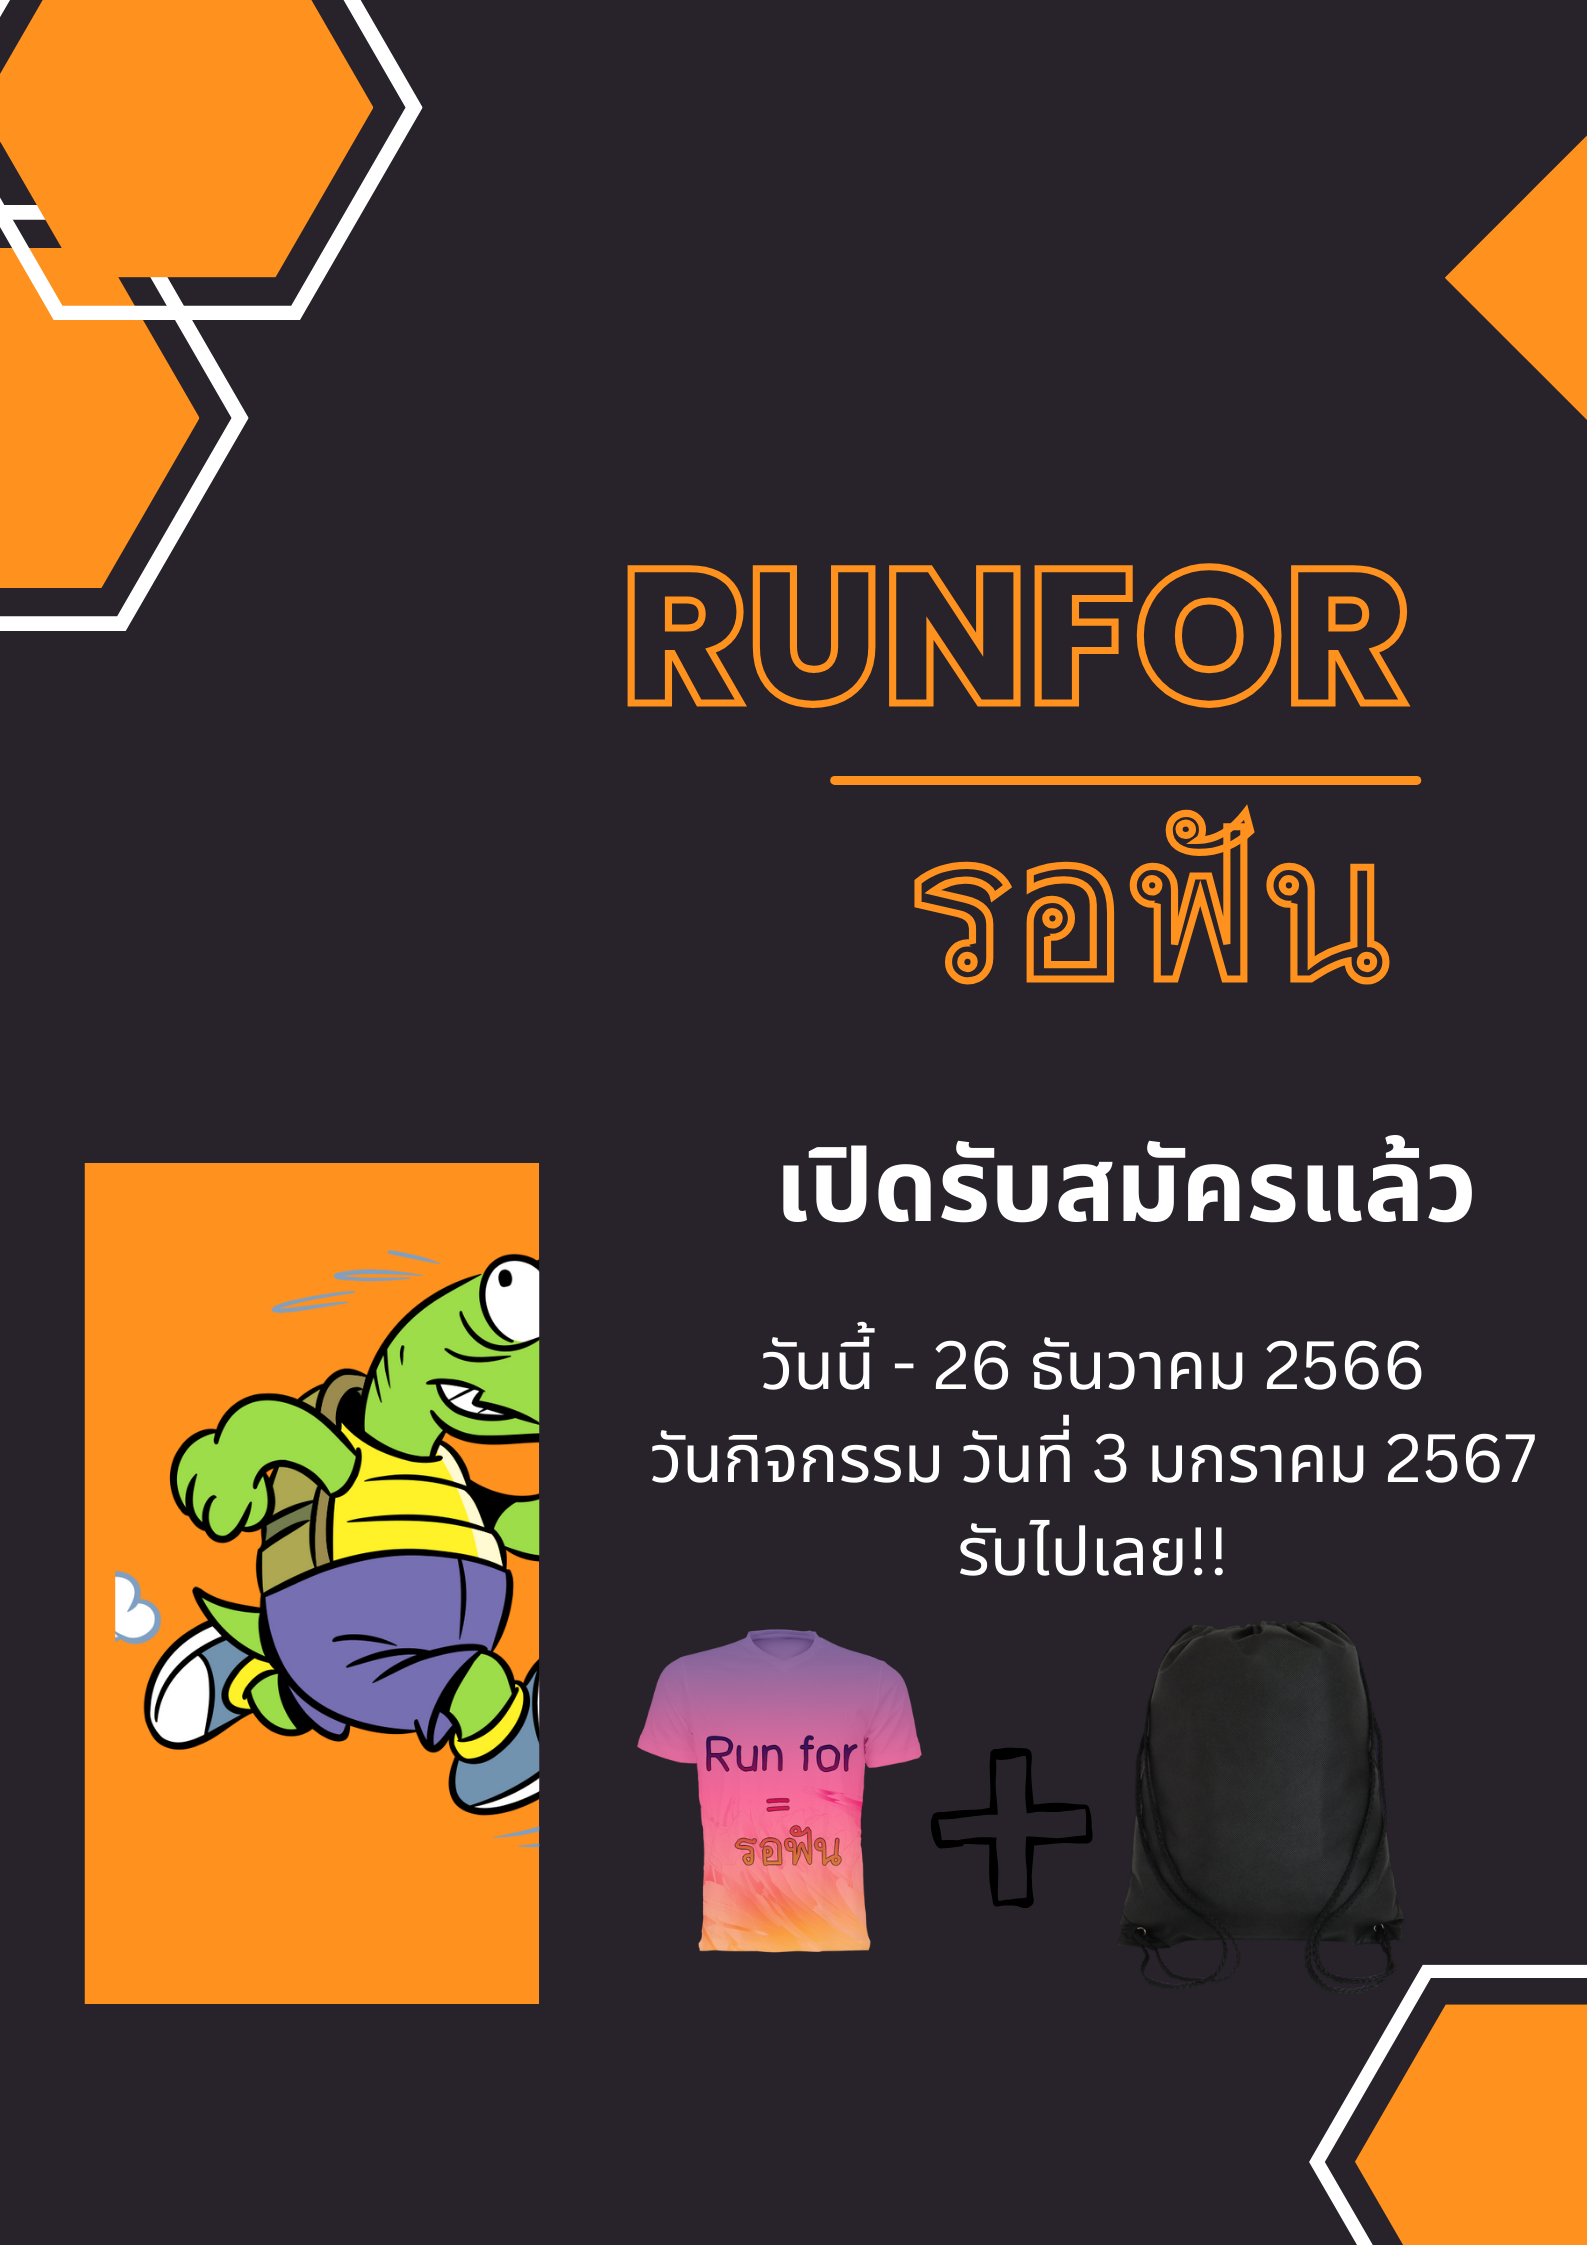 RUNFOR
รอฟัน
เปิดรับสมัครแล้ว
วันนี้ - 26 ธันวาคม 2566
วันกิจกรรม วันที่ 3 มกราคม 2567
รับไปเลย!!
Run for
=
รอฟัน